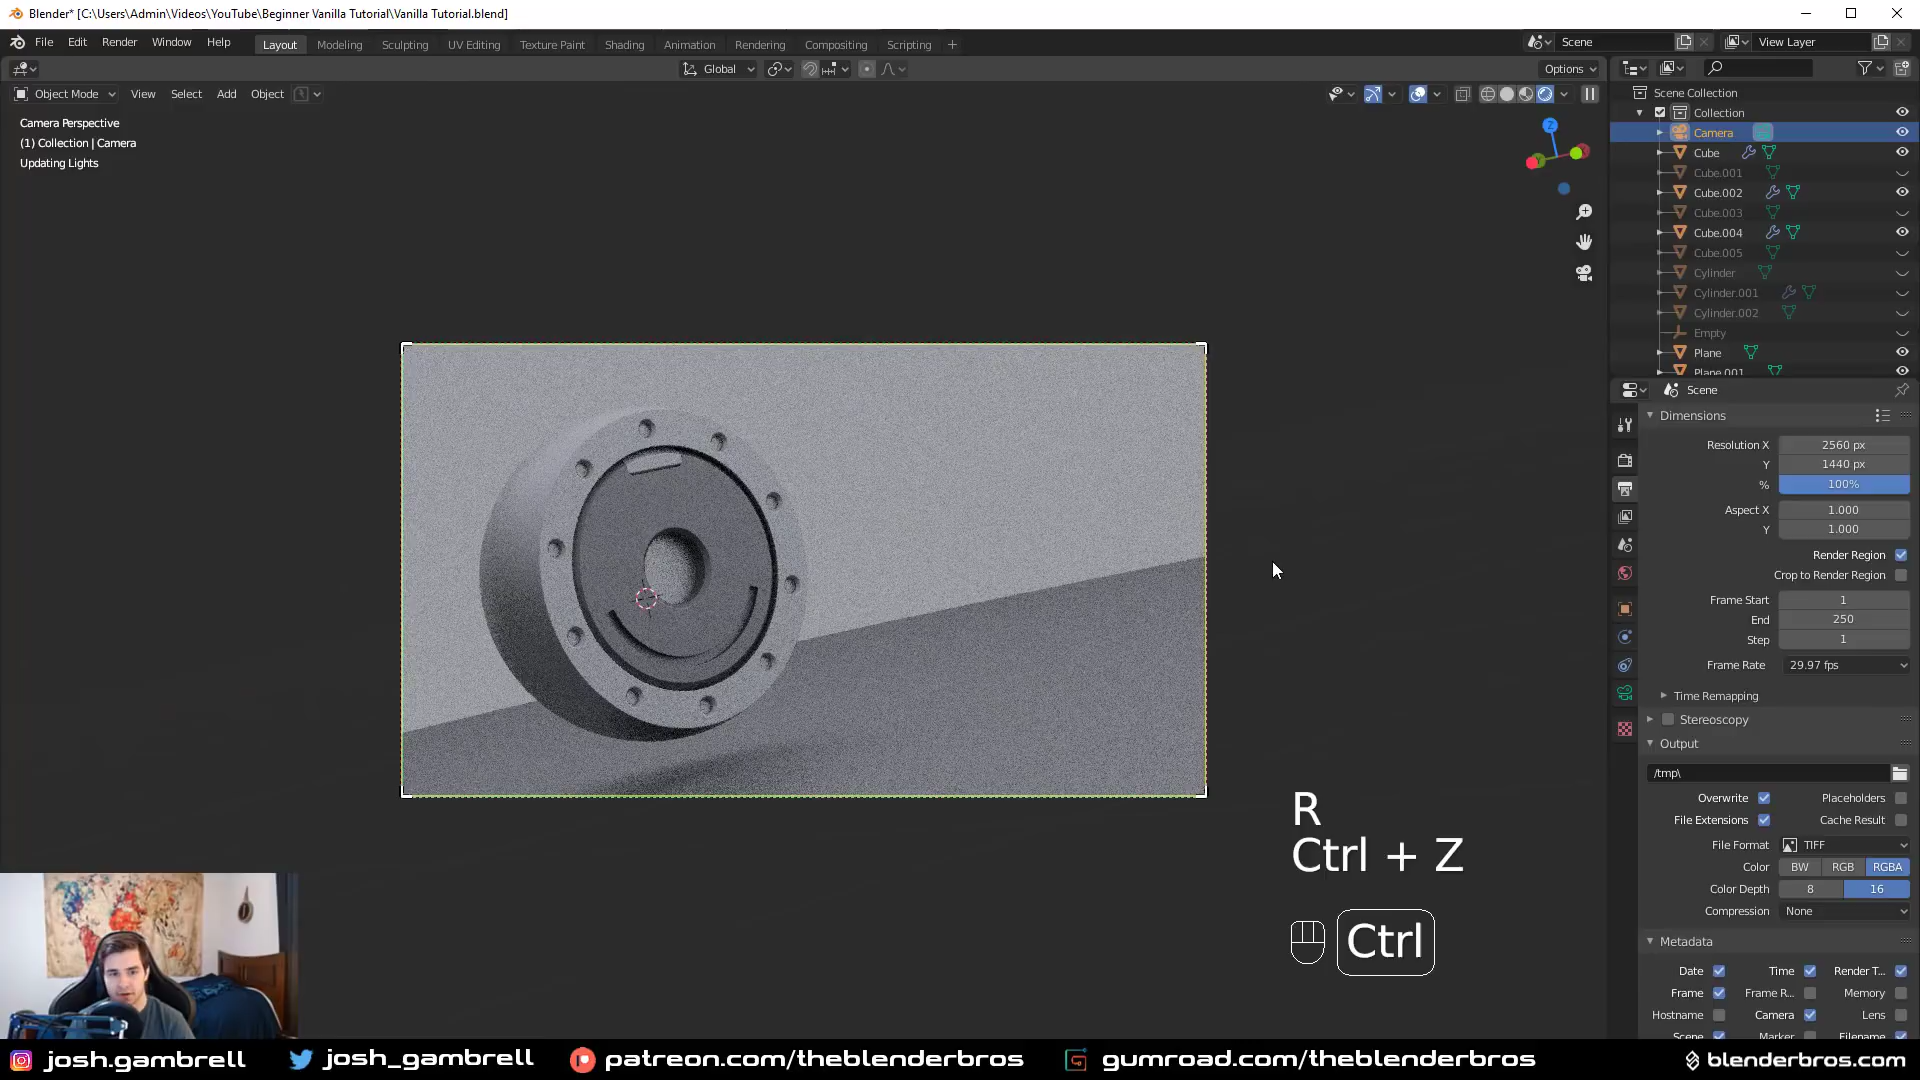 Blender* [C:\Users\Admin\Videos\YouTube\Beginner Vanilla Tutorial\Vanilla Tutorial.blend]
File Edit Render Window Help Layout Modeling Sculpting UV Editing Texture Paint Shading Animation Rendering Compositing Scripting + Scene View Layer
Global Options
Object Mode View Select Add Object
Camera Perspective
(1) Collection | Camera
Updating Lights
Z
Scene Collection
Collection
Camera
Cube
Cube.001
Cube.002
Cube.003
Cube.004
Cube.005
Cylinder
Cylinder.001
Cylinder.002
Empty
Plane
Plane.001
Scene
Dimensions
Resolution X 2560 px
Y 1440 px
% 100%
Aspect X 1.000
Y 1.000
Render Region
Crop to Render Region
Frame Start 1
End 250
Step 1
Frame Rate 29.97 fps
Time Remapping
Stereoscopy
Output
/tmp\
Overwrite Placeholders
File Extensions Cache Result
File Format TIFF
Color BW RGB RGBA
Color Depth 8 16
Compression None
Metadata
Date Time Render T...
Frame Frame R... Memory
Hostname Camera Lens
Scene Marker Filename
R
Ctrl + Z
Ctrl
josh.gambrell josh_gambrell patreon.com/theblenderbros gumroad.com/theblenderbros blenderbros.com